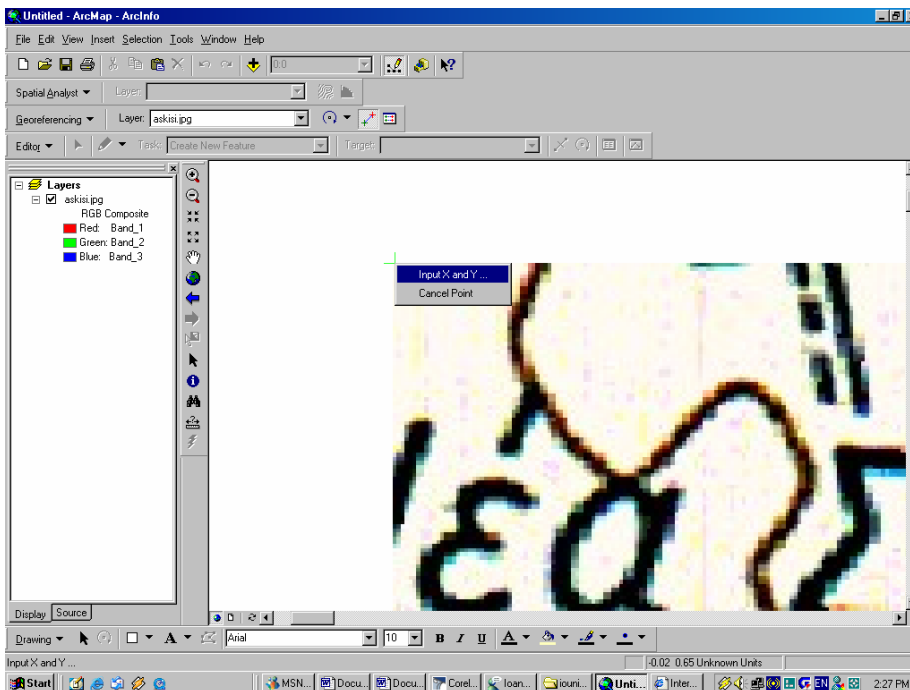 Untitled - ArcMap - ArcInfo
File Edit View Insert Selection Tools Window Help
0:0
Spatial Analyst Layer:
Georeferencing Layer: askisi.jpg
Editor Task: Create New Feature Target:
Layers
askisi.jpg
RGB Composite
Red: Band_1
Green: Band_2
Blue: Band_3
Input X and Y ...
Cancel Point
εα
Display Source
Drawing A Arial 10 B I U A
Input X and Y ...
-0.02 0.65 Unknown Units
Start MSN... Docu... Docu... Corel... Ioan... iouni... Unti... Inter... EN 2:27 PM